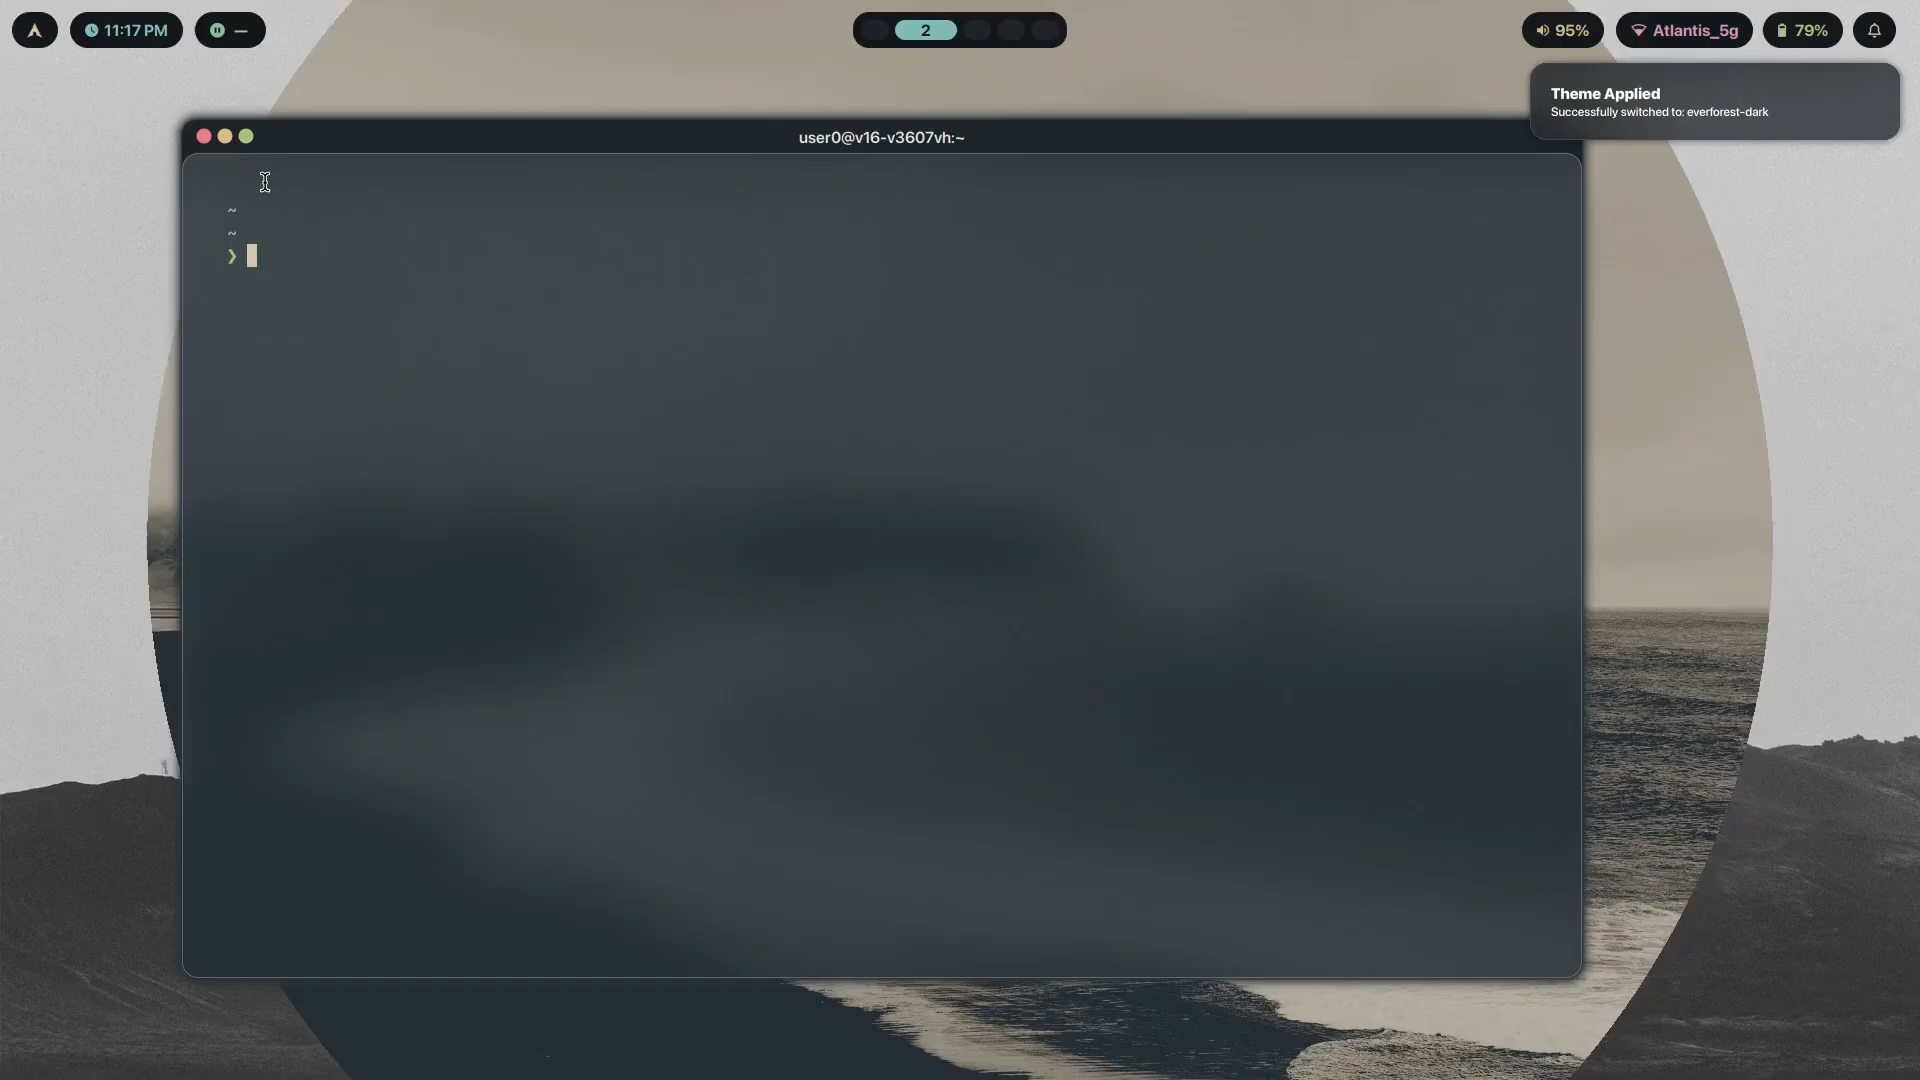 11:17 PM
—
2
95%
Atlantis_5g
79%
Theme Applied
Successfully switched to: everforest-dark
user0@v16-v3607vh:~
~
~
❯